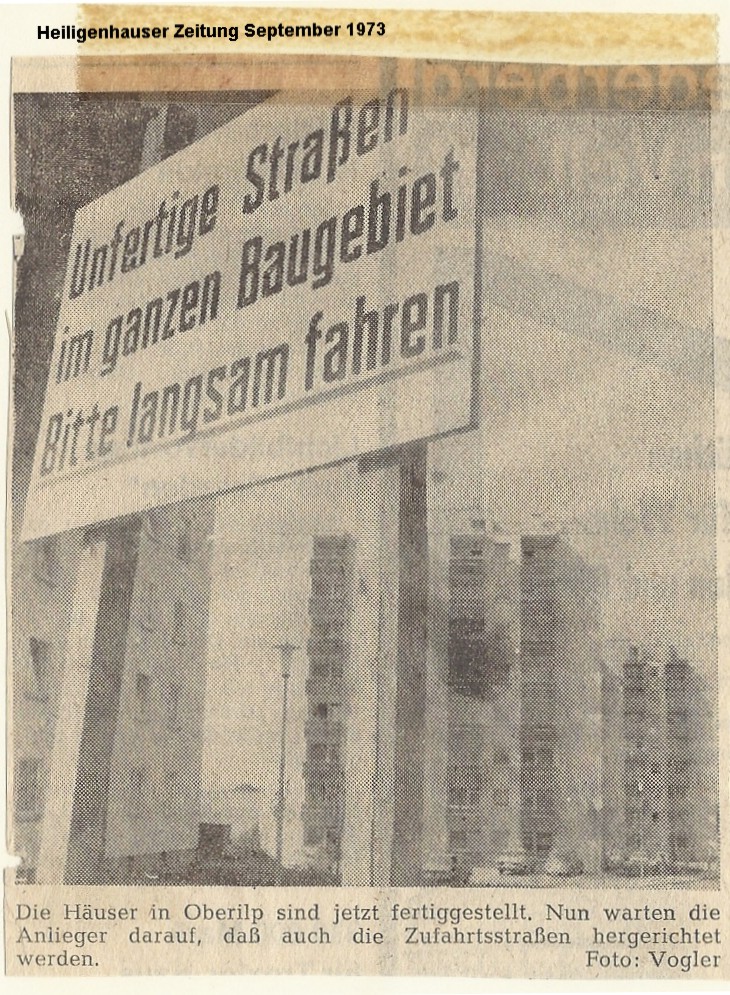 Heiligenhauser Zeitung September 1973
Unfertige Straßen
im ganzen Baugebiet
Bitte langsam fahren
Die Häuser in Oberilp sind jetzt fertiggestellt. Nun warten die
Anlieger darauf, daß auch die Zufahrtsstraßen hergerichtet
werden. Foto: Vogler